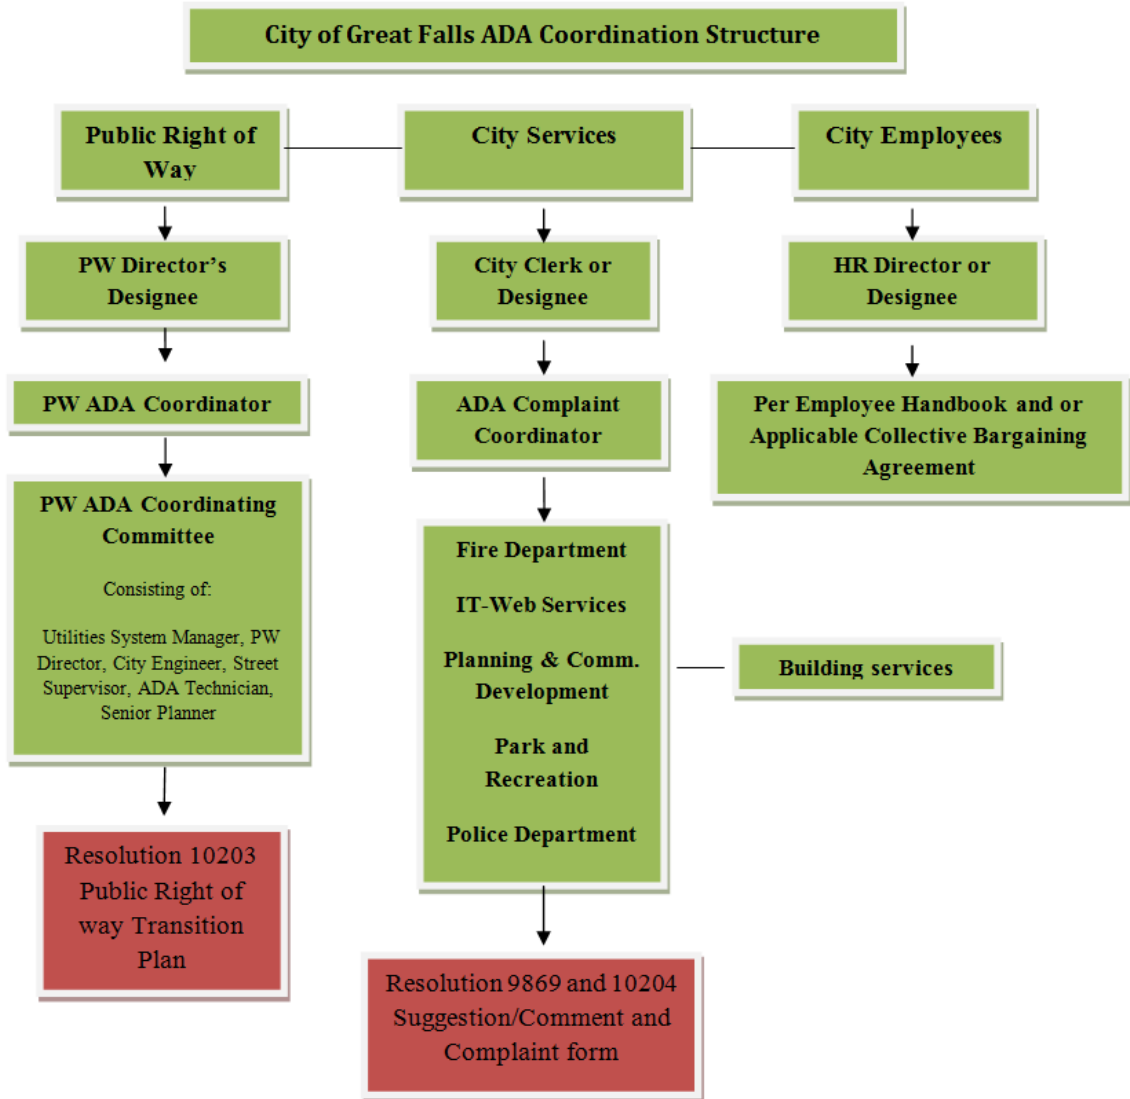 City of Great Falls ADA Coordination Structure
Public Right of
Way
City Services
City Employees
PW Director’s
Designee
City Clerk or
Designee
HR Director or
Designee
PW ADA Coordinator
ADA Complaint
Coordinator
Per Employee Handbook and or
Applicable Collective Bargaining
Agreement
PW ADA Coordinating
Committee
Consisting of:
Utilities System Manager, PW
Director, City Engineer, Street
Supervisor, ADA Technician,
Senior Planner
Fire Department
IT-Web Services
Planning & Comm.
Development
Park and
Recreation
Police Department
Building services
Resolution 10203
Public Right of
way Transition
Plan
Resolution 9869 and 10204
Suggestion/Comment and
Complaint form